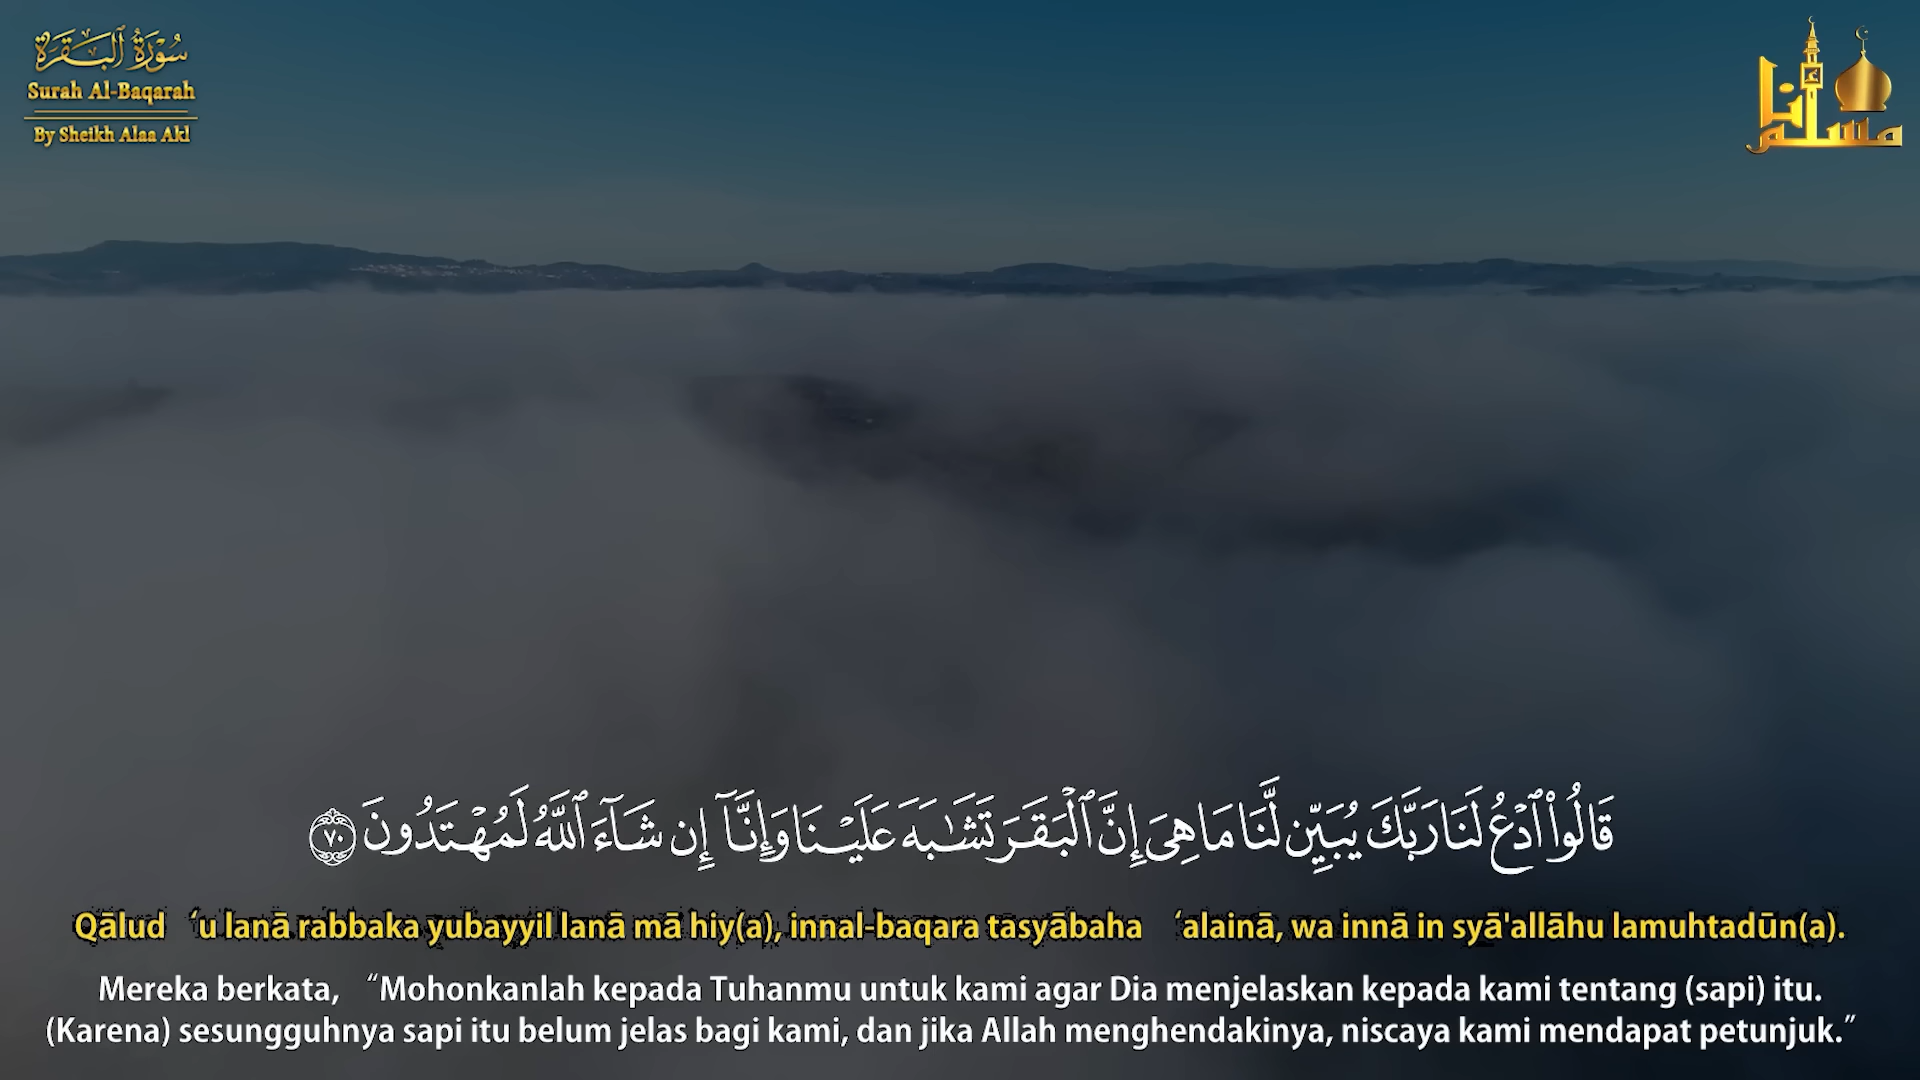 سُوْرَةُ ٱلْبَقَرَة
Surah Al-Baqarah
By Sheikh Alaa Akl
أنا
مسلم
قَالُوا۟ ٱدْعُ لَنَا رَبَّكَ يُبَيِّن لَّنَا مَا هِىَ إِنَّ ٱلْبَقَرَ تَشَـٰبَهَ عَلَيْنَا وَإِنَّآ إِن شَآءَ ٱللَّهُ لَمُهْتَدُونَ ٧٠
Qālud ‘u lanā rabbaka yubayyil lanā mā hiy(a), innal-baqara tasyābaha ‘alainā, wa innā in syā'allāhu lamuhtadūn(a).
Mereka berkata, “Mohonkanlah kepada Tuhanmu untuk kami agar Dia menjelaskan kepada kami tentang (sapi) itu.
(Karena) sesungguhnya sapi itu belum jelas bagi kami, dan jika Allah menghendakinya, niscaya kami mendapat petunjuk.”